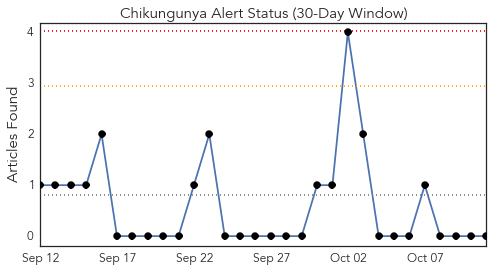 Chikungunya Alert Status (30-Day Window)
Articles Found
4
3
2
1
0
Sep 12 Sep 17 Sep 22 Sep 27 Oct 02 Oct 07